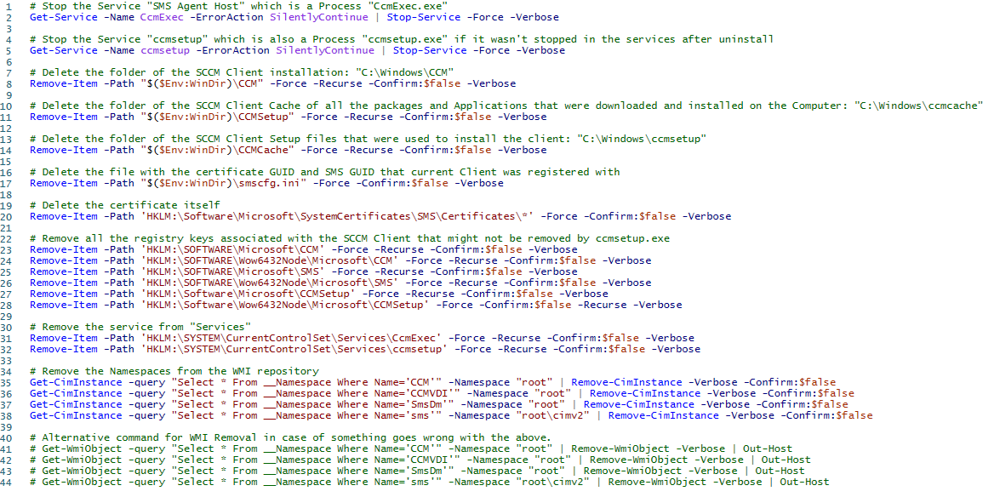 1 # Stop the Service "SMS Agent Host" which is a Process "CcmExec.exe"
2 Get-Service -Name CcmExec -ErrorAction SilentlyContinue | Stop-Service -Force -Verbose
3
4 # Stop the Service "ccmsetup" which is also a Process "ccmsetup.exe" if it wasn't stopped in the services after uninstall
5 Get-Service -Name ccmsetup -ErrorAction SilentlyContinue | Stop-Service -Force -Verbose
6
7 # Delete the folder of the SCCM Client installation: "C:\Windows\CCM"
8 Remove-Item -Path "$($Env:WinDir)\CCM" -Force -Recurse -Confirm:$false -Verbose
9
10 # Delete the folder of the SCCM Client Cache of all the packages and Applications that were downloaded and installed on the Computer: "C:\Windows\ccmcache"
11 Remove-Item -Path "$($Env:WinDir)\CCMSetup" -Force -Recurse -Confirm:$false -Verbose
12
13 # Delete the folder of the SCCM Client Setup files that were used to install the client: "C:\Windows\ccmsetup"
14 Remove-Item -Path "$($Env:WinDir)\CCMCache" -Force -Recurse -Confirm:$false -Verbose
15
16 # Delete the file with the certificate GUID and SMS GUID that current Client was registered with
17 Remove-Item -Path "$($Env:WinDir)\smscfg.ini" -Force -Confirm:$false -Verbose
18
19 # Delete the certificate itself
20 Remove-Item -Path 'HKLM:\Software\Microsoft\SystemCertificates\SMS\Certificates\*' -Force -Confirm:$false -Verbose
21
22 # Remove all the registry keys associated with the SCCM Client that might not be removed by ccmsetup.exe
23 Remove-Item -Path 'HKLM:\SOFTWARE\Microsoft\CCM' -Force -Recurse -Confirm:$false -Verbose
24 Remove-Item -Path 'HKLM:\SOFTWARE\Wow6432Node\Microsoft\CCM' -Force -Recurse -Confirm:$false -Verbose
25 Remove-Item -Path 'HKLM:\SOFTWARE\Microsoft\SMS' -Force -Recurse -Confirm:$false -Verbose
26 Remove-Item -Path 'HKLM:\SOFTWARE\Wow6432Node\Microsoft\SMS' -Force -Recurse -Confirm:$false -Verbose
27 Remove-Item -Path 'HKLM:\Software\Microsoft\CCMSetup' -Force -Recurse -Confirm:$false -Verbose
28 Remove-Item -Path 'HKLM:\Software\Wow6432Node\Microsoft\CCMSetup' -Force -Confirm:$false -Recurse -Verbose
29
30 # Remove the service from "Services"
31 Remove-Item -Path 'HKLM:\SYSTEM\CurrentControlSet\Services\CcmExec' -Force -Recurse -Confirm:$false -Verbose
32 Remove-Item -Path 'HKLM:\SYSTEM\CurrentControlSet\Services\ccmsetup' -Force -Recurse -Confirm:$false -Verbose
33
34 # Remove the Namespaces from the WMI repository
35 Get-CimInstance -query "Select * From __Namespace Where Name='CCM'" -Namespace "root" | Remove-CimInstance -Verbose -Confirm:$false
36 Get-CimInstance -query "Select * From __Namespace Where Name='CCMVDI'" -Namespace "root" | Remove-CimInstance -Verbose -Confirm:$false
37 Get-CimInstance -query "Select * From __Namespace Where Name='SmsDm'" -Namespace "root" | Remove-CimInstance -Verbose -Confirm:$false
38 Get-CimInstance -query "Select * From __Namespace Where Name='sms'" -Namespace "root\cimv2" | Remove-CimInstance -Verbose -Confirm:$false
39
40 # Alternative command for WMI Removal in case of something goes wrong with the above.
41 # Get-WmiObject -query "Select * From __Namespace Where Name='CCM'" -Namespace "root" | Remove-WmiObject -Verbose | Out-Host
42 # Get-WmiObject -query "Select * From __Namespace Where Name='CCMVDI'" -Namespace "root" | Remove-WmiObject -Verbose | Out-Host
43 # Get-WmiObject -query "Select * From __Namespace Where Name='SmsDm'" -Namespace "root" | Remove-WmiObject -Verbose | Out-Host
44 # Get-WmiObject -query "Select * From __Namespace Where Name='sms'" -Namespace "root\cimv2" | Remove-WmiObject -Verbose | Out-Host